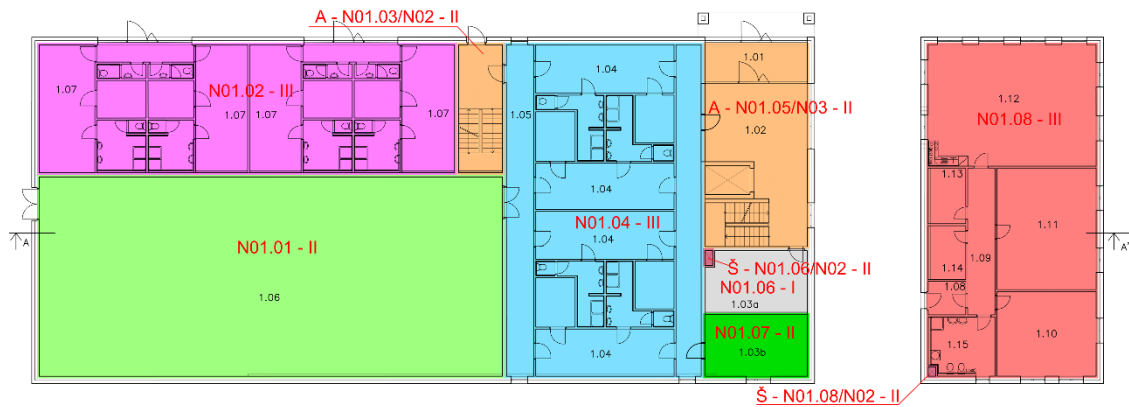 A - N01.03/N02 - II
1.01
1.04
1.07
N01.02 - III
1.07
1.07
1.07
1.05
A - N01.05/N03 - II
1.02
1.12
N01.08 - III
1.13
1.04
1.11
N01.01 - II
N01.04 - III
1.04
A
A'
1.09
Š - N01.06/N02 - II
1.14
N01.06 - I
1.08
1.06
1.03a
N01.07 - II
1.10
1.03b
1.04
1.15
Š - N01.08/N02 - II